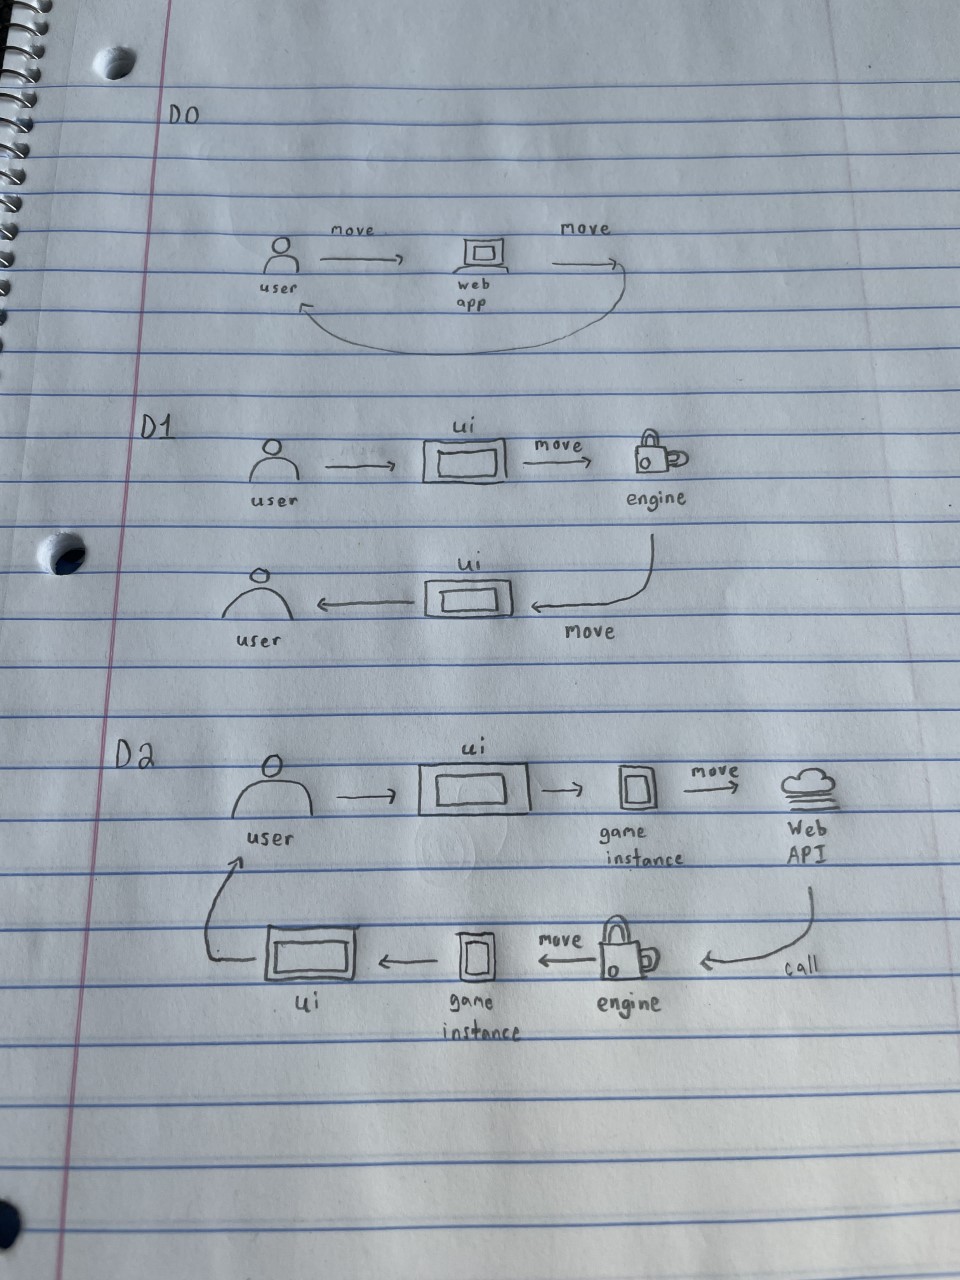 D0
move
move
user
web
app
D1
ui
move
user
engine
ui
user
move
D2
ui
move
user
game
instance
Web
API
move
call
ui
game
instance
engine